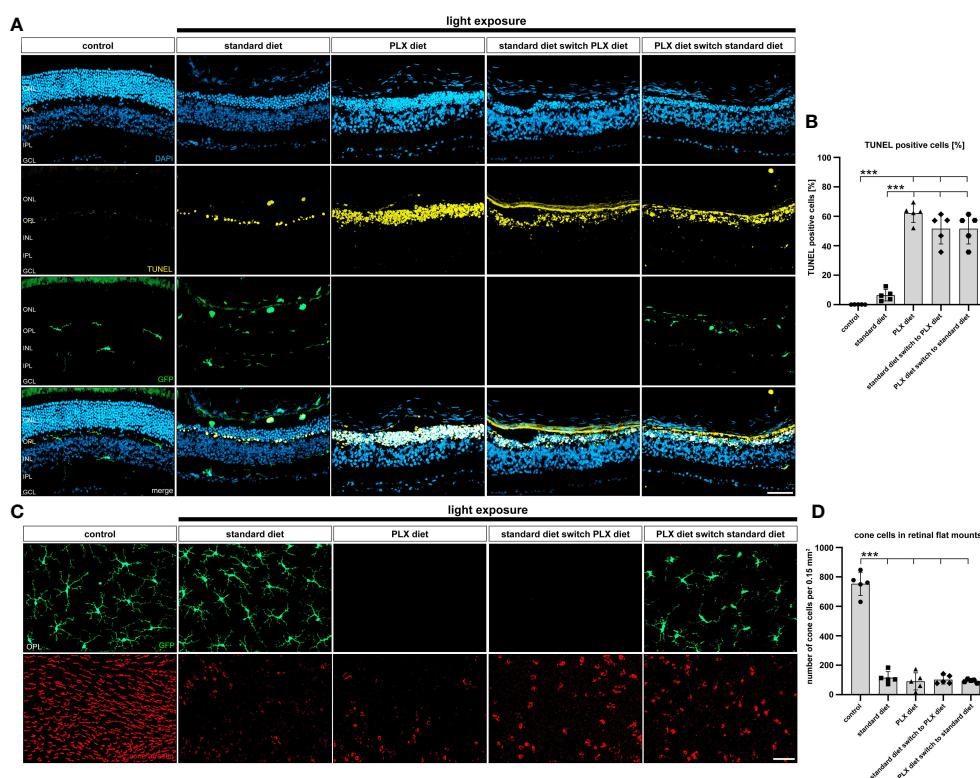 A
light exposure
control
standard diet
PLX diet
standard diet switch PLX diet
PLX diet switch standard diet
ONL
OPL
INL
IPL
GCL
DAPI
ONL
OPL
INL
IPL
GCL
TUNEL
ONL
OPL
INL
IPL
GCL
GFP
ONL
OPL
INL
IPL
GCL
merge
B
TUNEL positive cells [%]
TUNEL positive cells [%]
100
80
60
40
20
0
***
***
control
standard diet
PLX diet
standard diet switch to PLX diet
PLX diet switch to standard diet
C
light exposure
control
standard diet
PLX diet
standard diet switch PLX diet
PLX diet switch standard diet
OPL
GFP
D
cone cells in retinal flat mounts
number of cone cells per 0.15 mm²
1000
800
600
400
200
0
***
control
standard diet
PLX diet
standard diet switch to PLX diet
PLX diet switch to standard diet